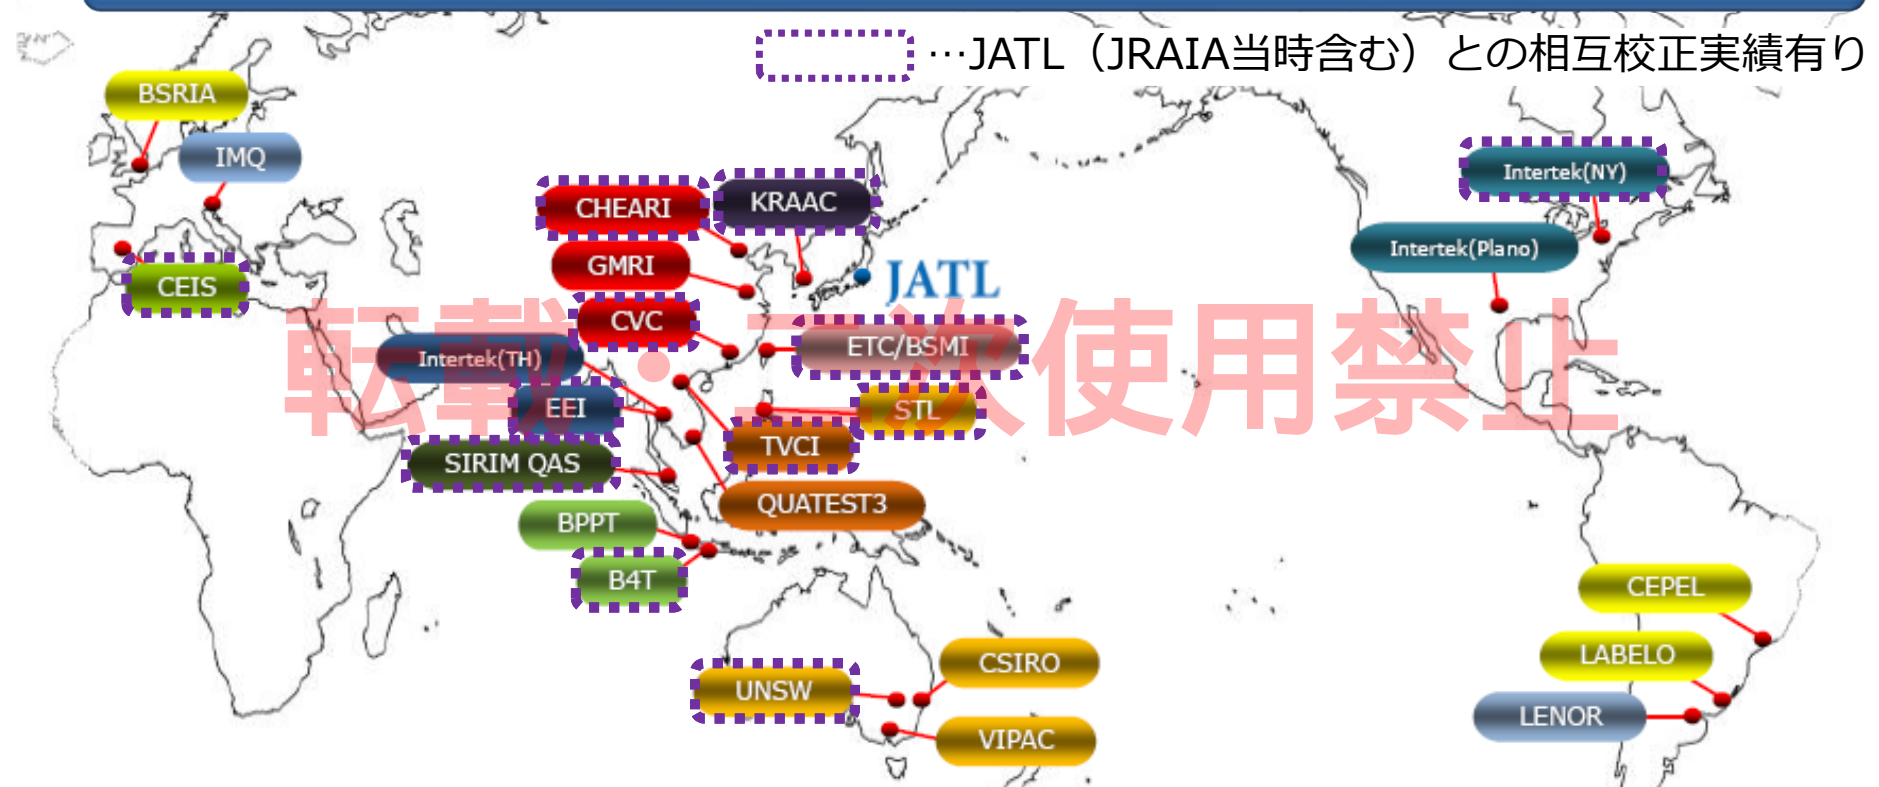 …JATL（JRAIA当時含む）との相互校正実績有り
BSRIA
IMQ
CEIS
CHEARI
KRAAC
GMRI
JATL
CVC
ETC/BSMI
Intertek(TH)
EEI
STL
TVCI
SIRIM QAS
QUATEST3
BPPT
B4T
UNSW
CSIRO
VIPAC
Intertek(NY)
Intertek(Plano)
CEPEL
LABELO
LENOR
転載・二次使用禁止